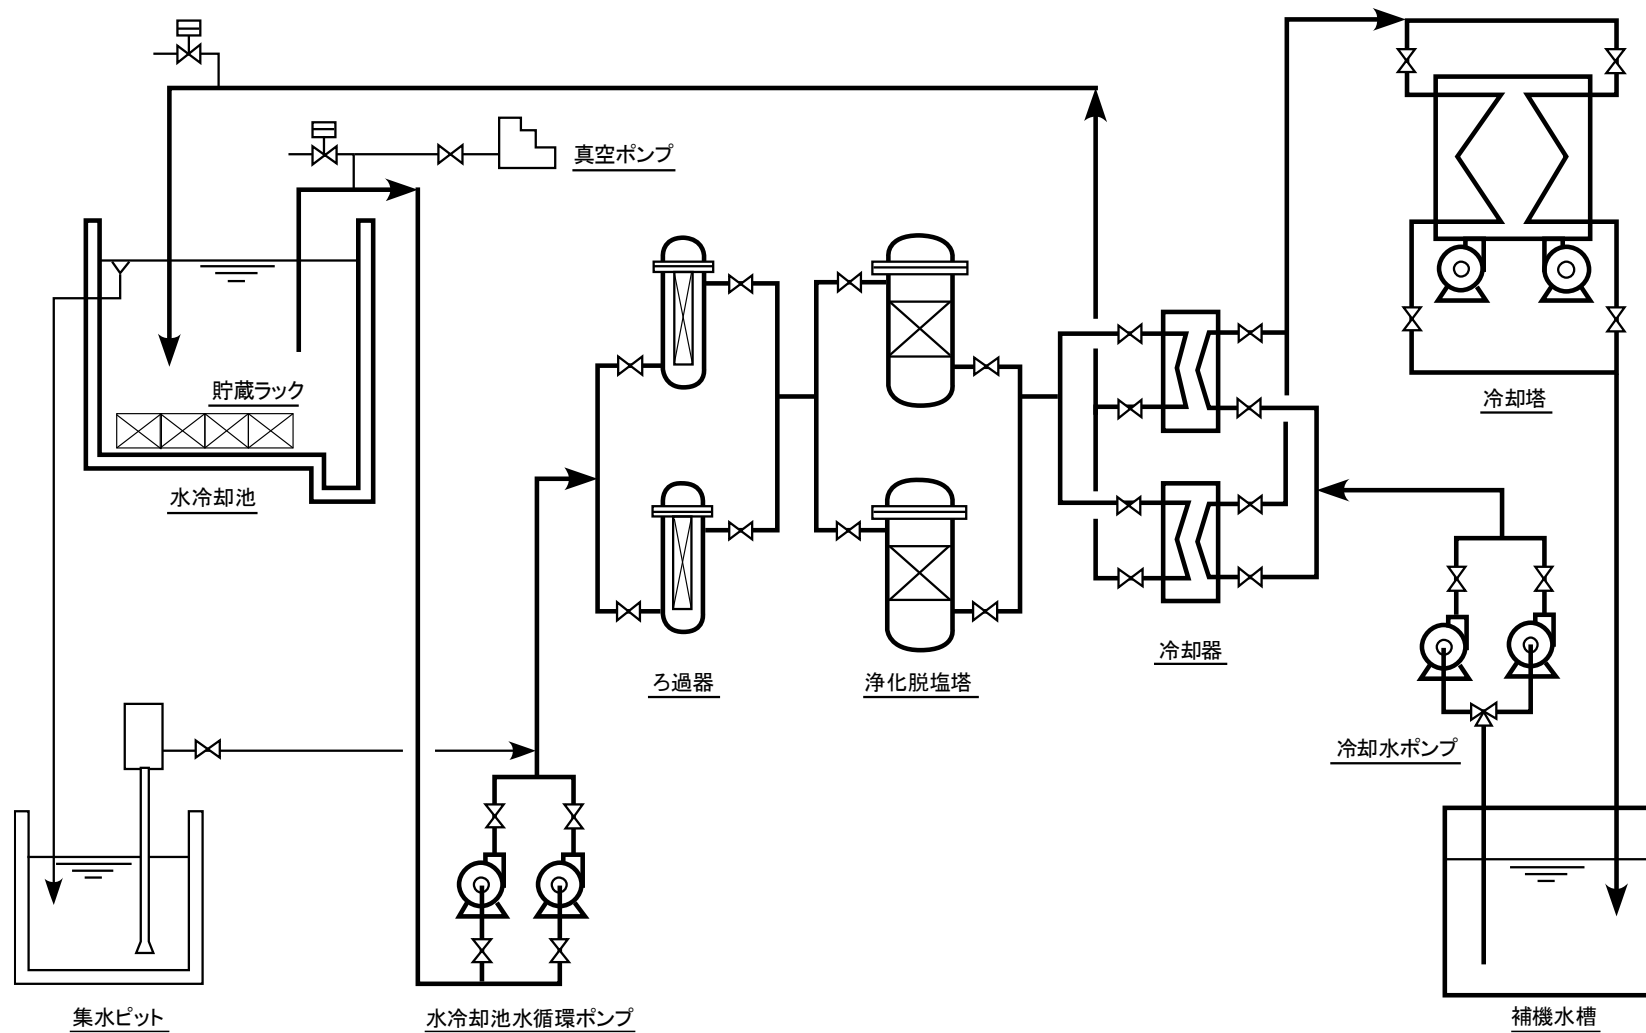 真空ポンプ
貯蔵ラック
冷却塔
水冷却池
冷却器
ろ過器
浄化脱塩塔
冷却水ポンプ
集水ピット
水冷却池水循環ポンプ
補機水槽